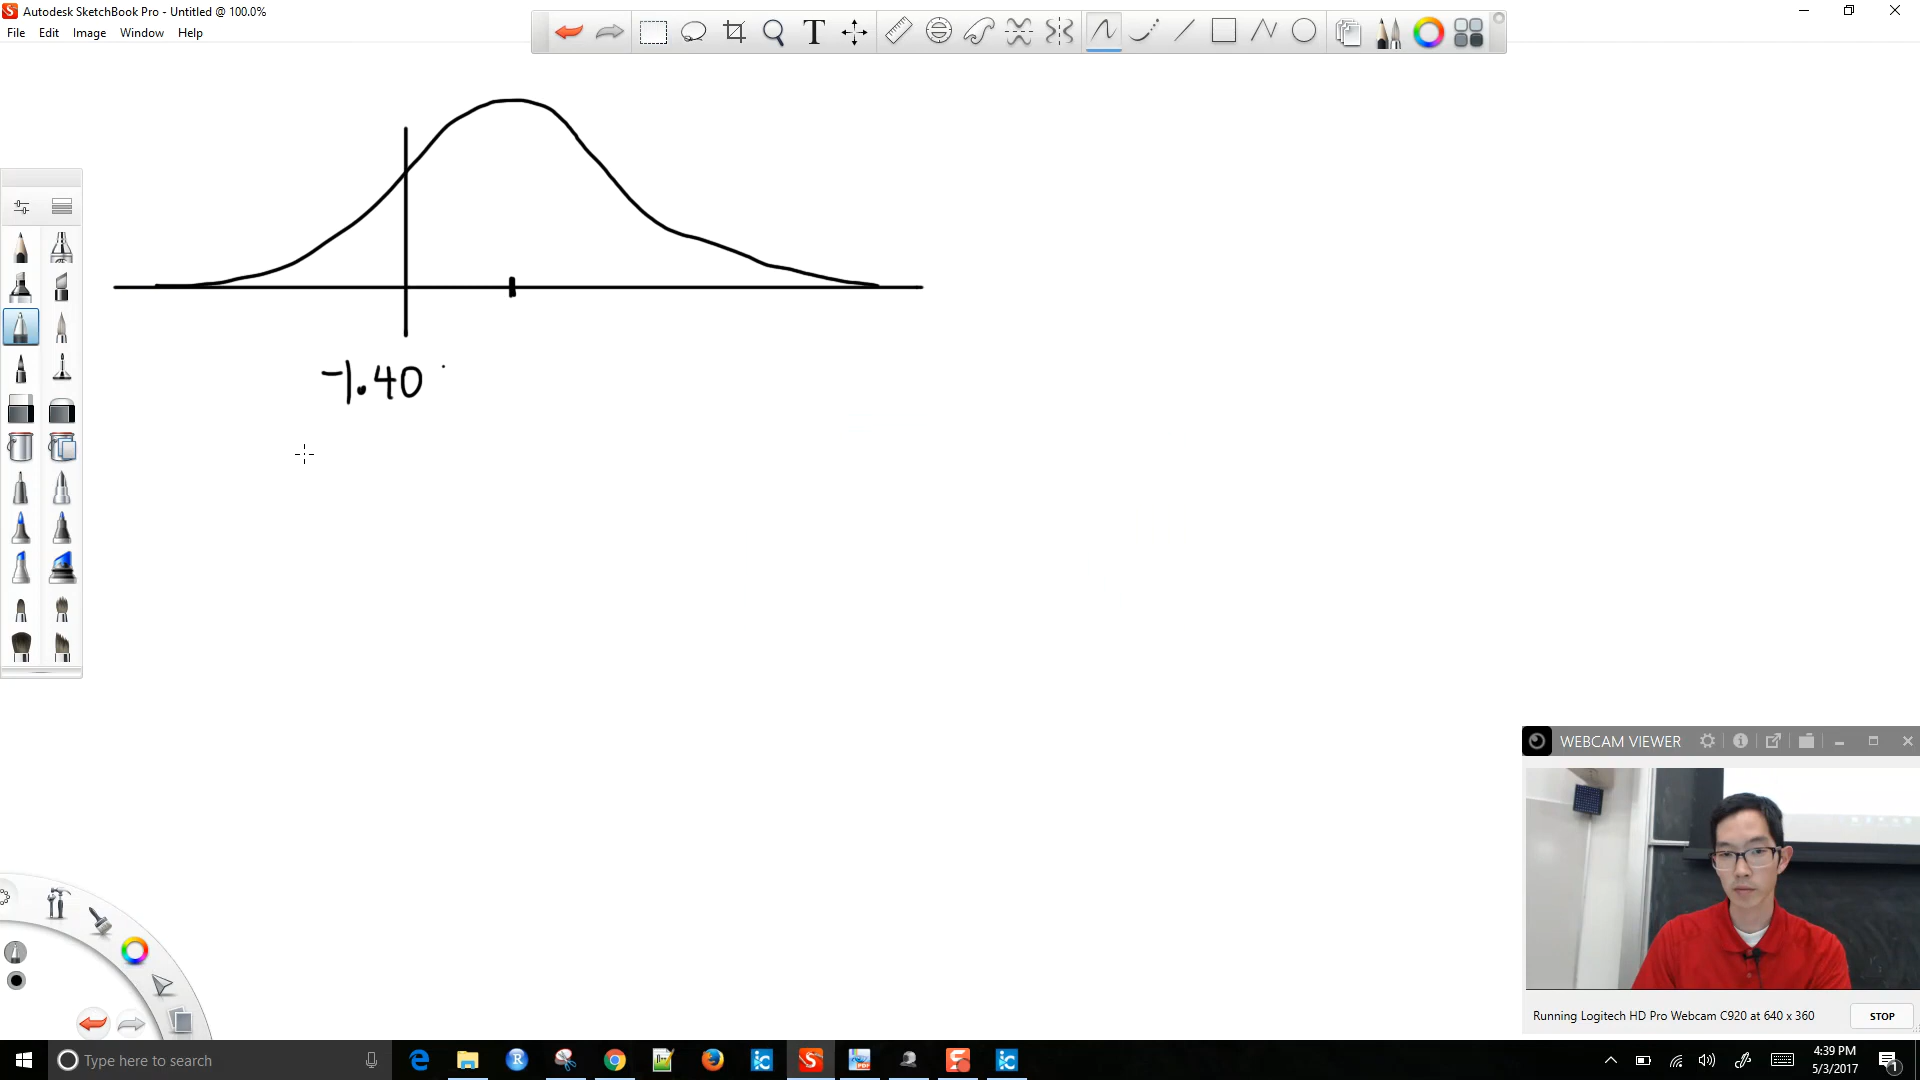 Autodesk SketchBook Pro - Untitled @ 100.0%
File Edit Image Window Help
T
-1.40
WEBCAM VIEWER
Running Logitech HD Pro Webcam C920 at 640 x 360
STOP
Type here to search
4:39 PM
5/3/2017